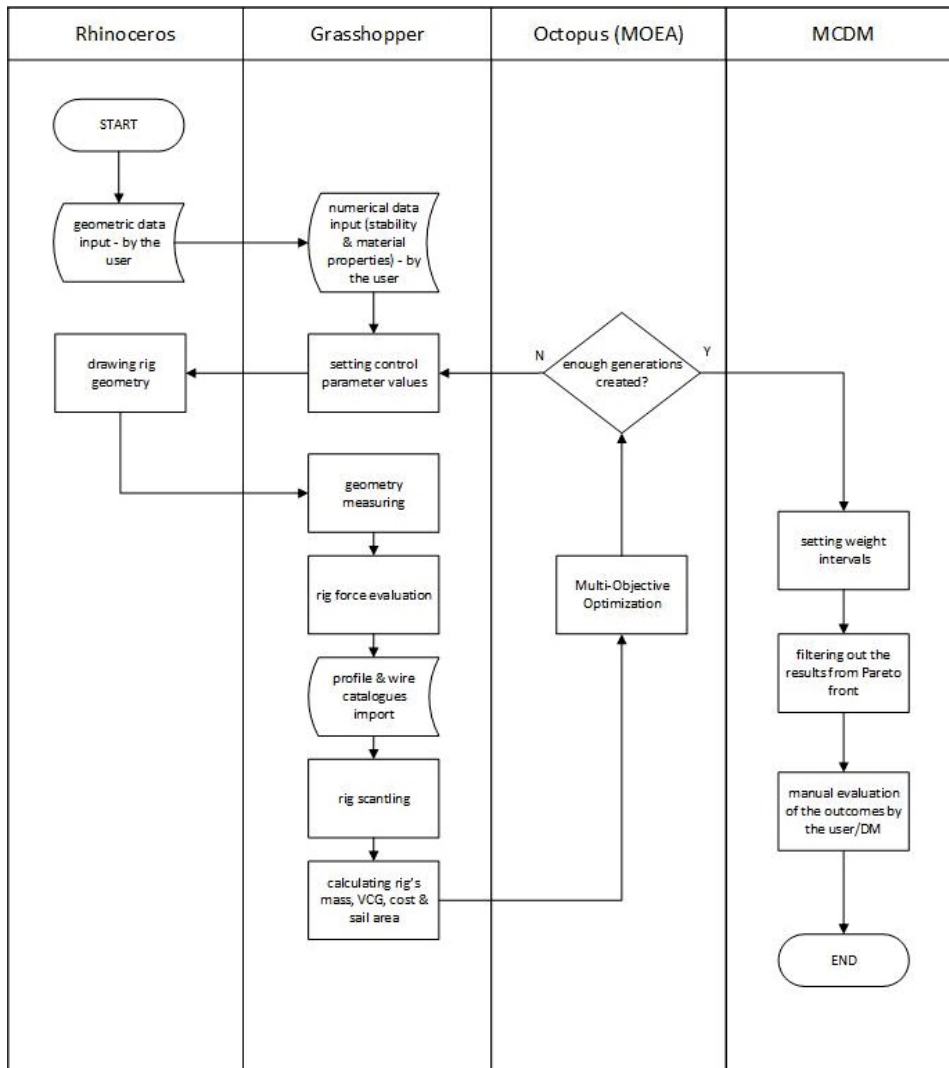 Rhinoceros
Grasshopper
Octopus (MOEA)
MCDM
START
geometric data
input - by the
user
numerical data
input (stability
& material
properties) - by
the user
drawing rig
geometry
setting control
parameter values
N
enough generations
created?
Y
geometry
measuring
rig force evaluation
profile & wire
catalogues
import
rig scantling
calculating rig's
mass, VCG, cost &
sail area
Multi-Objective
Optimization
setting weight
intervals
filtering out the
results from Pareto
front
manual evaluation
of the outcomes by
the user/DM
END